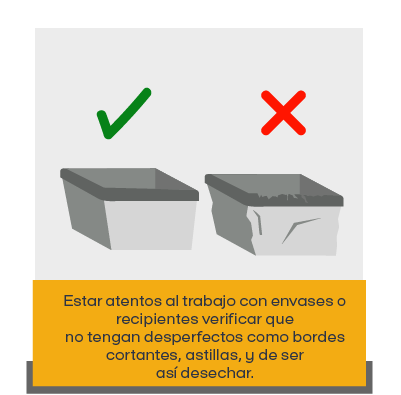 Estar atentos al trabajo con envases o
recipientes verificar que
no tengan desperfectos como bordes
cortantes, astillas, y de ser
así desechar.